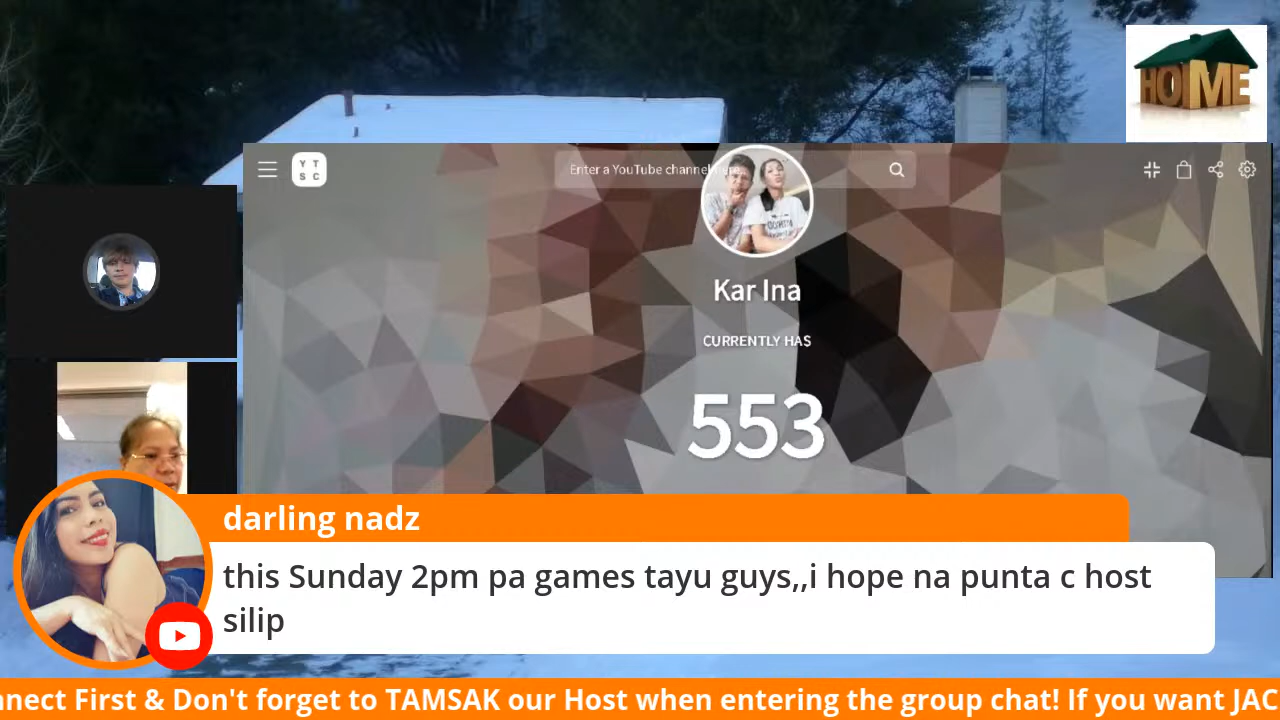 HOME
Y T
S C
Enter a YouTube channel
Kar Ina
CURRENTLY HAS
553
darling nadz
this Sunday 2pm pa games tayu guys,,i hope na punta c host
silip
nnect First & Don't forget to TAMSAK our Host when entering the group chat! If you want JAC